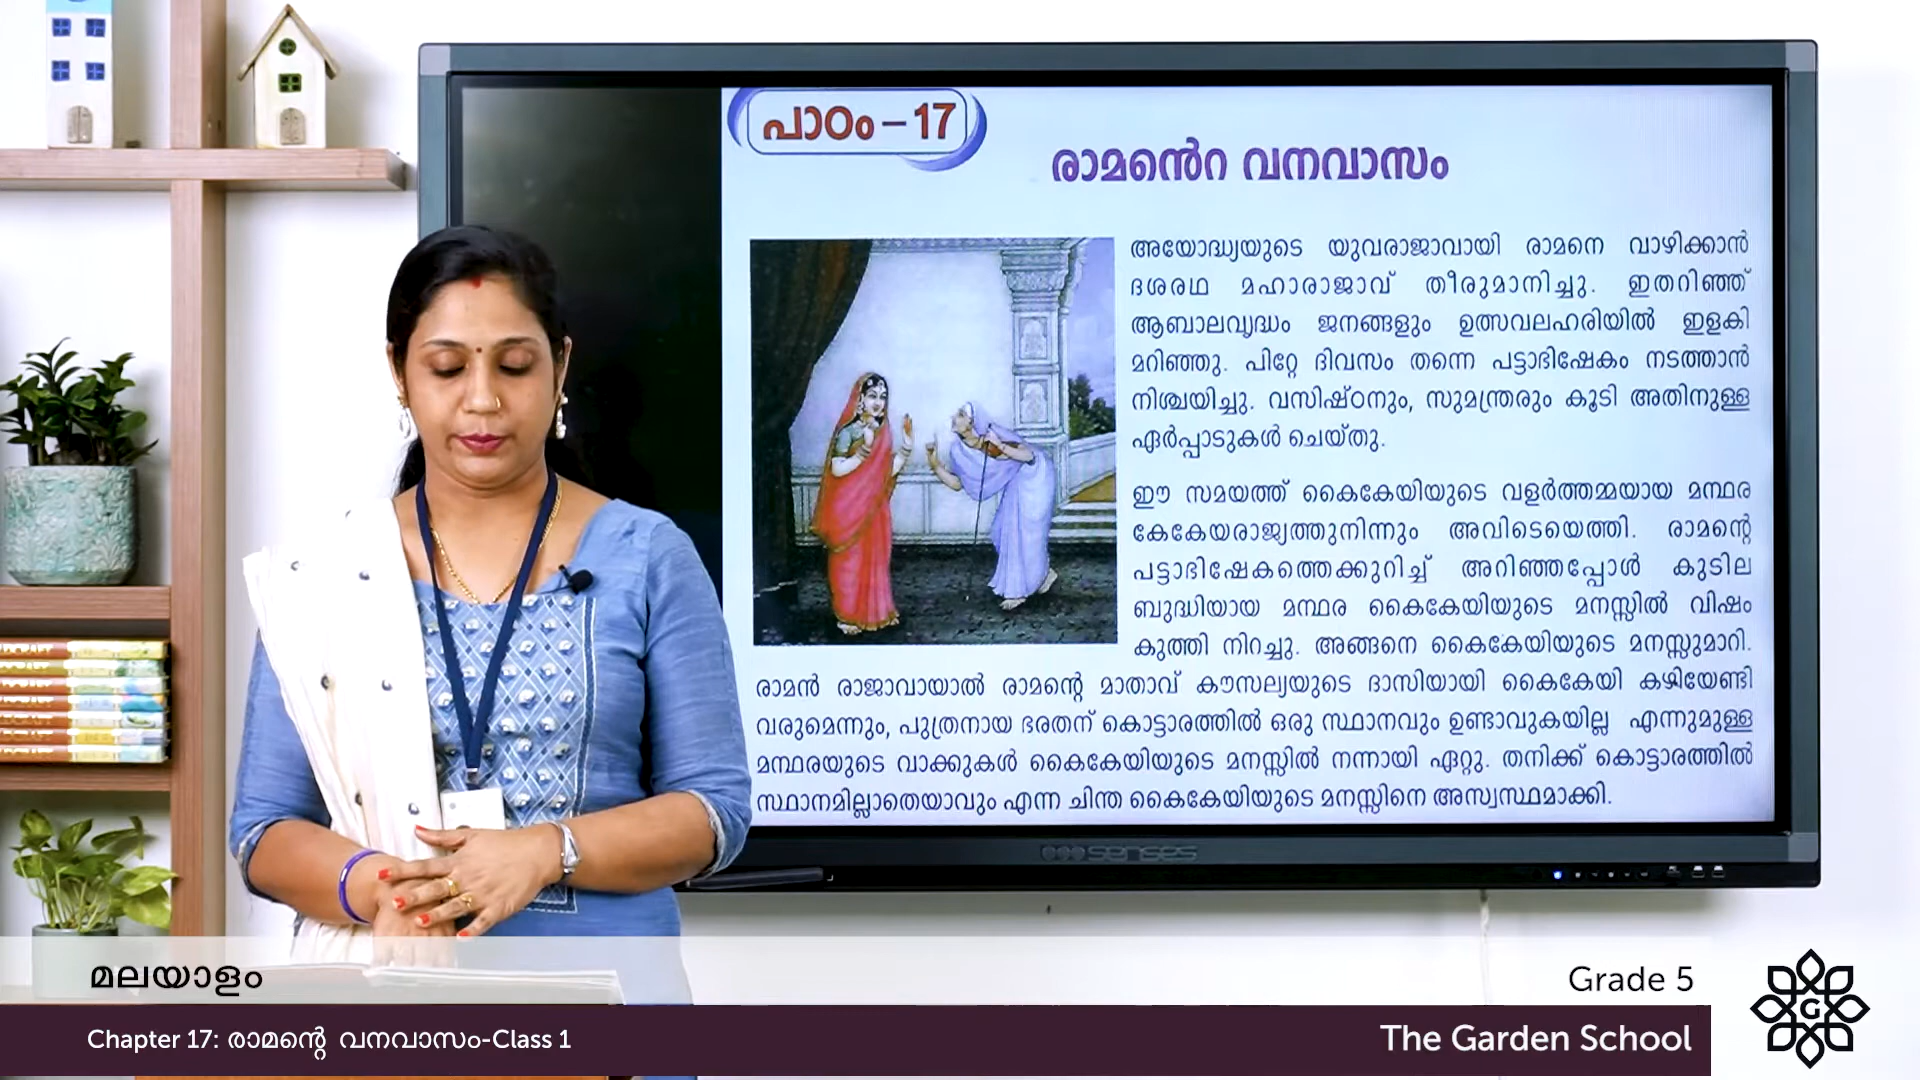 പാഠം – 17
രാമൻെറ വനവാസം
അയോദ്ധ്യയുടെ യുവരാജാവായി രാമനെ വാഴിക്കാൻ
ദശരഥ മഹാരാജാവ് തീരുമാനിച്ചു. ഇതറിഞ്ഞ്
ആബാലവൃദ്ധം ജനങ്ങളും ഉത്സവലഹരിയിൽ ഇളകി
മറിഞ്ഞു. പിറ്റേ ദിവസം തന്നെ പട്ടാഭിഷേകം നടത്താൻ
നിശ്ചയിച്ചു. വസിഷ്ഠനും, സുമന്ത്രരും കൂടി അതിനുള്ള
ഏർപ്പാടുകൾ ചെയ്തു.
ഈ സമയത്ത് കൈകേയിയുടെ വളർത്തമ്മയായ മന്ഥര
കേകേയരാജ്യത്തുനിന്നും അവിടെയെത്തി. രാമന്റെ
പട്ടാഭിഷേകത്തെക്കുറിച്ച് അറിഞ്ഞപ്പോൾ കുടില
ബുദ്ധിയായ മന്ഥര കൈകേയിയുടെ മനസ്സിൽ വിഷം
കുത്തി നിറച്ചു. അങ്ങനെ കൈകേയിയുടെ മനസ്സുമാറി.
രാമൻ രാജാവായാൽ രാമന്റെ മാതാവ് കൗസല്യയുടെ ദാസിയായി കൈകേയി കഴിയേണ്ടി
വരുമെന്നും, പുത്രനായ ഭരതന് കൊട്ടാരത്തിൽ ഒരു സ്ഥാനവും ഉണ്ടാവുകയില്ല എന്നുമുള്ള
മന്ഥരയുടെ വാക്കുകൾ കൈകേയിയുടെ മനസ്സിൽ നന്നായി ഏറ്റു. തനിക്ക് കൊട്ടാരത്തിൽ
സ്ഥാനമില്ലാതെയാവും എന്ന ചിന്ത കൈകേയിയുടെ മനസ്സിനെ അസ്വസ്ഥമാക്കി.
senses
മലയാളം
Grade 5
Chapter 17: രാമന്റെ വനവാസം-Class 1
The Garden School
G